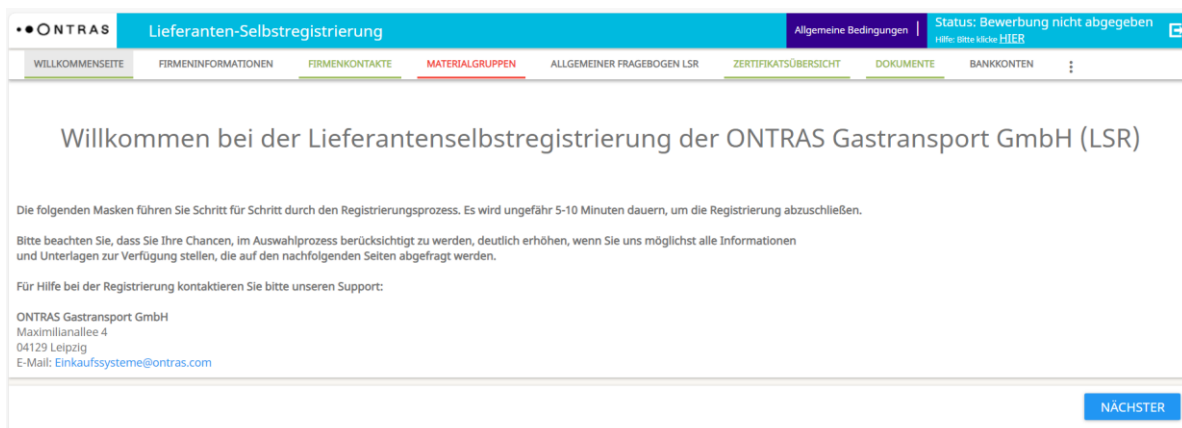 ONTRAS
Lieferanten-Selbstregistrierung
Allgemeine Bedingungen
Status: Bewerbung nicht abgegeben
Hilfe: Bitte klicke HIER
WILLKOMMENSEITE FIRMENINFORMATIONEN FIRMENKONTAKTE MATERIALGRUPPEN ALLGEMEINER FRAGEBOGEN LSR ZERTIFIKATSÜBERSICHT DOKUMENTE BANKKONTEN
Willkommen bei der Lieferantenselbstregistrierung der ONTRAS Gastransport GmbH (LSR)
Die folgenden Masken führen Sie Schritt für Schritt durch den Registrierungsprozess. Es wird ungefähr 5-10 Minuten dauern, um die Registrierung abzuschließen.
Bitte beachten Sie, dass Sie Ihre Chancen, im Auswahlprozess berücksichtigt zu werden, deutlich erhöhen, wenn Sie uns möglichst alle Informationen
und Unterlagen zur Verfügung stellen, die auf den nachfolgenden Seiten abgefragt werden.
Für Hilfe bei der Registrierung kontaktieren Sie bitte unseren Support:
ONTRAS Gastransport GmbH
Maximilianallee 4
04129 Leipzig
E-Mail: Einkaufssysteme@ontras.com
NÄCHSTER